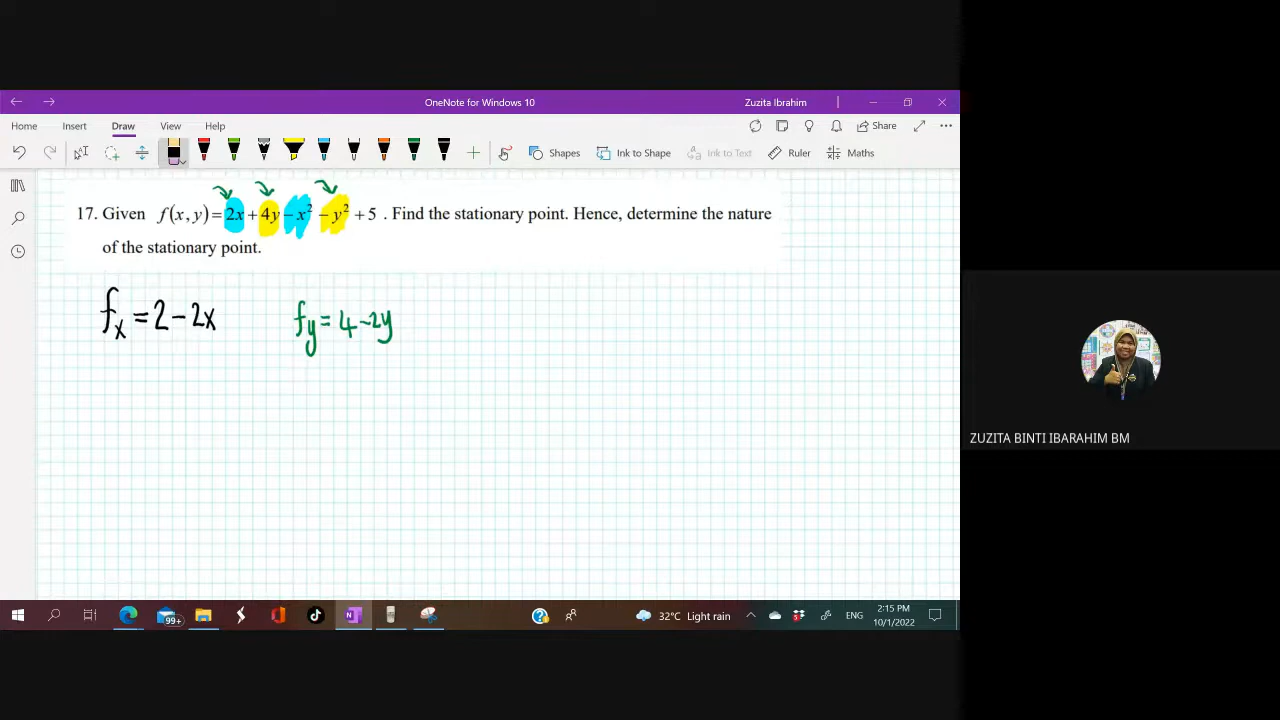 OneNote for Windows 10
Zuzita Ibrahim
Home Insert Draw View Help
Share
Shapes Ink to Shape Ink to Text Ruler Maths
17. Given f(x, y) = 2x + 4y − x² − y² + 5 . Find the stationary point. Hence, determine the nature
of the stationary point.
fx = 2 − 2x fy = 4 − 2y
ZUZITA BINTI IBARAHIM BM
99+
N
5
32°C Light rain
ENG
2:15 PM
10/1/2022